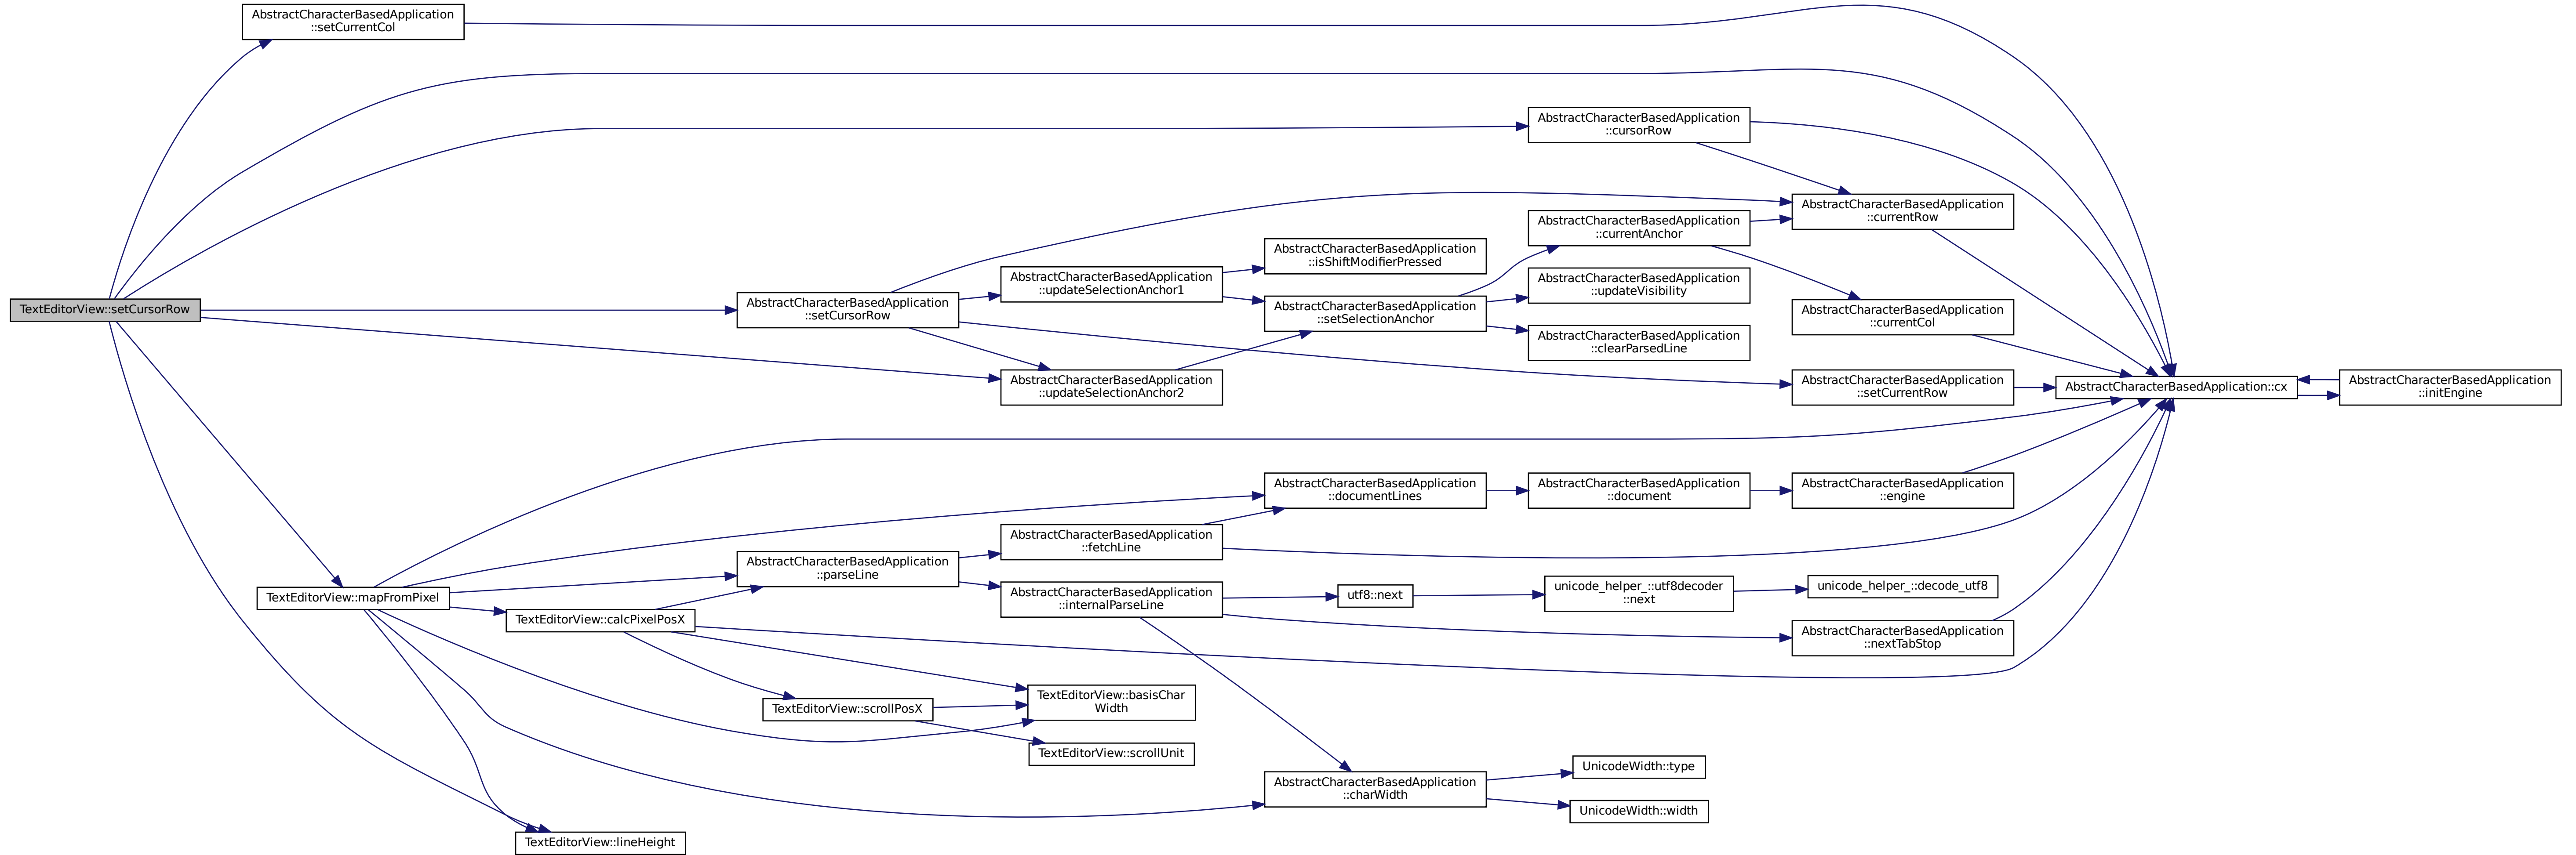 AbstractCharacterBasedApplication
::setCurrentCol
AbstractCharacterBasedApplication
::cursorRow
AbstractCharacterBasedApplication
::currentRow
AbstractCharacterBasedApplication
::currentAnchor
AbstractCharacterBasedApplication
::isShiftModifierPressed
AbstractCharacterBasedApplication
::updateSelectionAnchor1
AbstractCharacterBasedApplication
::updateVisibility
TextEditorView::setCursorRow
AbstractCharacterBasedApplication
::setCursorRow
AbstractCharacterBasedApplication
::setSelectionAnchor
AbstractCharacterBasedApplication
::currentCol
AbstractCharacterBasedApplication
::clearParsedLine
AbstractCharacterBasedApplication
::updateSelectionAnchor2
AbstractCharacterBasedApplication
::setCurrentRow
AbstractCharacterBasedApplication::cx
AbstractCharacterBasedApplication
::initEngine
AbstractCharacterBasedApplication
::documentLines
AbstractCharacterBasedApplication
::document
AbstractCharacterBasedApplication
::engine
AbstractCharacterBasedApplication
::fetchLine
AbstractCharacterBasedApplication
::parseLine
TextEditorView::mapFromPixel
AbstractCharacterBasedApplication
::internalParseLine
utf8::next
unicode_helper_::utf8decoder
::next
unicode_helper_::decode_utf8
TextEditorView::calcPixelPosX
AbstractCharacterBasedApplication
::nextTabStop
TextEditorView::scrollPosX
TextEditorView::basisChar
Width
TextEditorView::scrollUnit
AbstractCharacterBasedApplication
::charWidth
UnicodeWidth::type
UnicodeWidth::width
TextEditorView::lineHeight